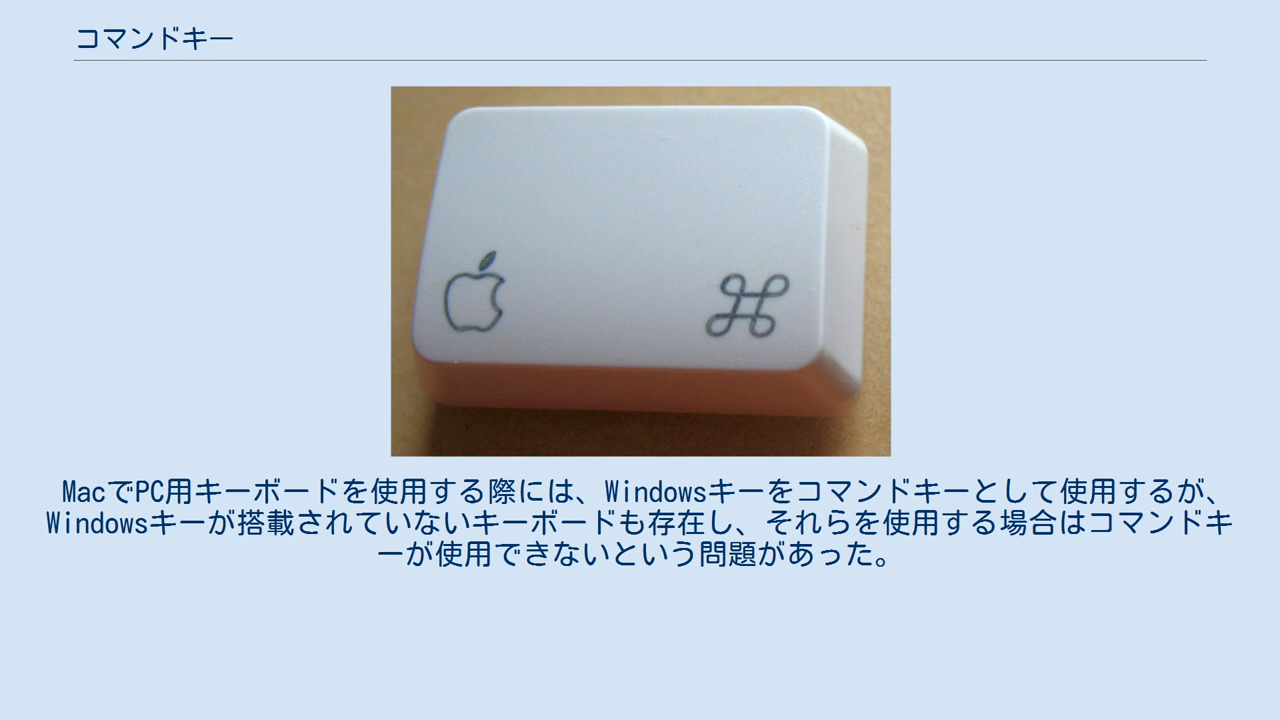 コマンドキー
⌘
MacでPC用キーボードを使用する際には、Windowsキーをコマンドキーとして使用するが、
Windowsキーが搭載されていないキーボードも存在し、それらを使用する場合はコマンドキ
ーが使用できないという問題があった。